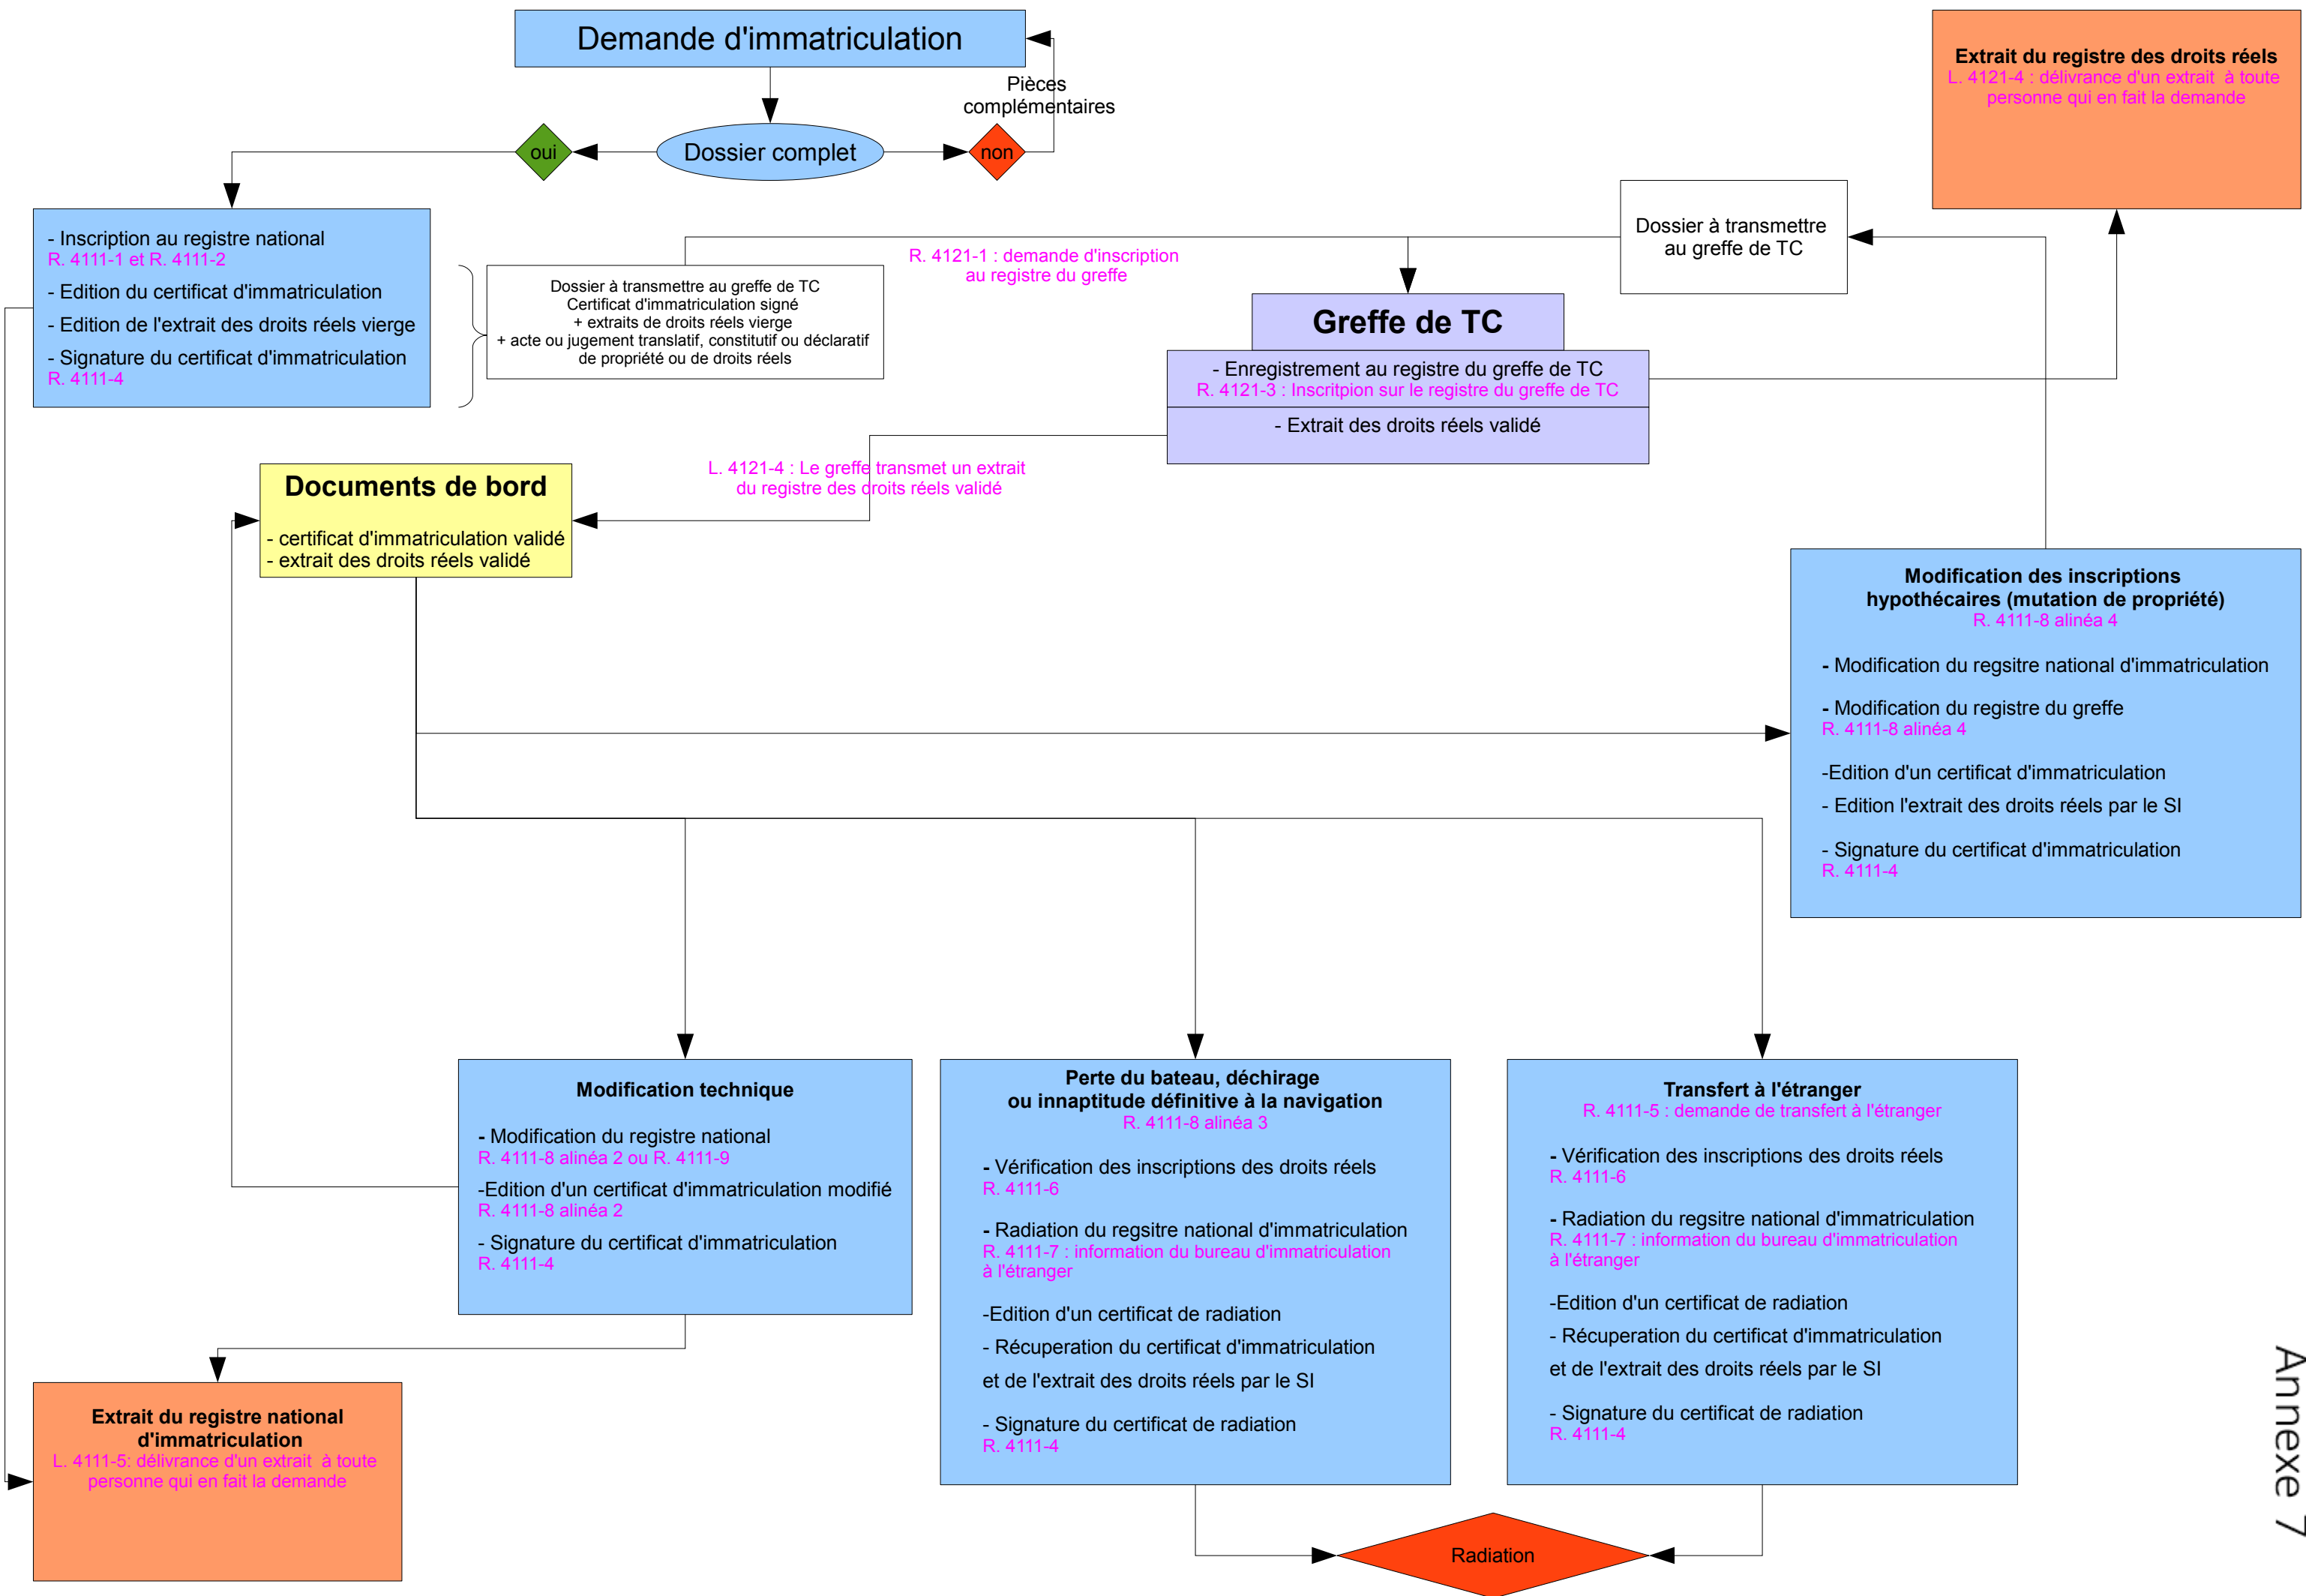 Demande d'immatriculation
Pièces
complémentaires
oui
Dossier complet
non
Extrait du registre des droits réels
L. 4121-4 : délivrance d'un extrait à toute
personne qui en fait la demande
- Inscription au registre national
R. 4111-1 et R. 4111-2
- Edition du certificat d'immatriculation
- Edition de l'extrait des droits réels vierge
- Signature du certificat d'immatriculation
R. 4111-4
Dossier à transmettre au greffe de TC
Certificat d'immatriculation signé
+ extraits de droits réels vierge
+ acte ou jugement translatif, constitutif ou déclaratif
de propriété ou de droits réels
R. 4121-1 : demande d'inscription
au registre du greffe
Dossier à transmettre
au greffe de TC
Greffe de TC
- Enregistrement au registre du greffe de TC
R. 4121-3 : Inscritpion sur le registre du greffe de TC
- Extrait des droits réels validé
L. 4121-4 : Le greffe transmet un extrait
du registre des droits réels validé
Documents de bord
- certificat d'immatriculation validé
- extrait des droits réels validé
Modification des inscriptions
hypothécaires (mutation de propriété)
R. 4111-8 alinéa 4
- Modification du regsitre national d'immatriculation
- Modification du registre du greffe
R. 4111-8 alinéa 4
-Edition d'un certificat d'immatriculation
- Edition l'extrait des droits réels par le SI
- Signature du certificat d'immatriculation
R. 4111-4
Modification technique
- Modification du registre national
R. 4111-8 alinéa 2 ou R. 4111-9
-Edition d'un certificat d'immatriculation modifié
R. 4111-8 alinéa 2
- Signature du certificat d'immatriculation
R. 4111-4
Perte du bateau, déchirage
ou innaptitude définitive à la navigation
R. 4111-8 alinéa 3
- Vérification des inscriptions des droits réels
R. 4111-6
- Radiation du regsitre national d'immatriculation
R. 4111-7 : information du bureau d'immatriculation
à l'étranger
-Edition d'un certificat de radiation
- Récuperation du certificat d'immatriculation
et de l'extrait des droits réels par le SI
- Signature du certificat de radiation
R. 4111-4
Transfert à l'étranger
R. 4111-5 : demande de transfert à l'étranger
- Vérification des inscriptions des droits réels
R. 4111-6
- Radiation du regsitre national d'immatriculation
R. 4111-7 : information du bureau d'immatriculation
à l'étranger
-Edition d'un certificat de radiation
- Récuperation du certificat d'immatriculation
et de l'extrait des droits réels par le SI
- Signature du certificat de radiation
R. 4111-4
Extrait du registre national
d'immatriculation
L. 4111-5: délivrance d'un extrait à toute
personne qui en fait la demande
Radiation
Annexe 7